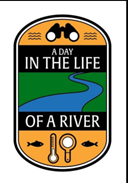 A DAY
IN THE LIFE
OF A RIVER